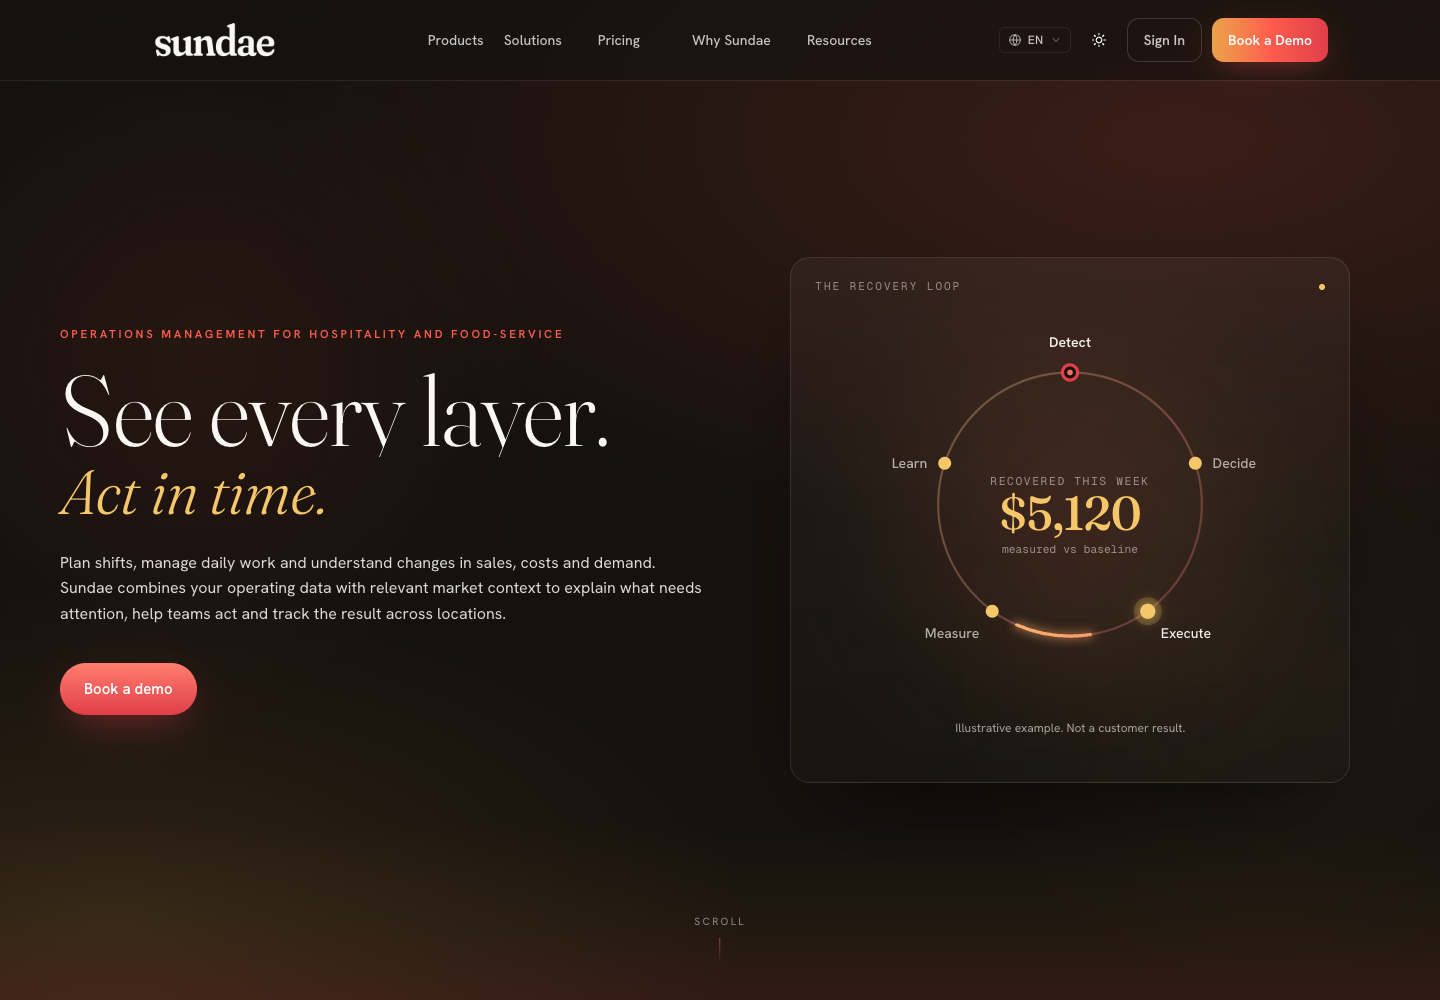 sundae
Products Solutions Pricing Why Sundae Resources
EN
Sign In
Book a Demo
OPERATIONS MANAGEMENT FOR HOSPITALITY AND FOOD-SERVICE
See every layer.
Act in time.
Plan shifts, manage daily work and understand changes in sales, costs and demand.
Sundae combines your operating data with relevant market context to explain what needs
attention, help teams act and track the result across locations.
Book a demo
THE RECOVERY LOOP
Detect
Learn
Decide
RECOVERED THIS WEEK
$5,120
measured vs baseline
Measure
Execute
Illustrative example. Not a customer result.
SCROLL